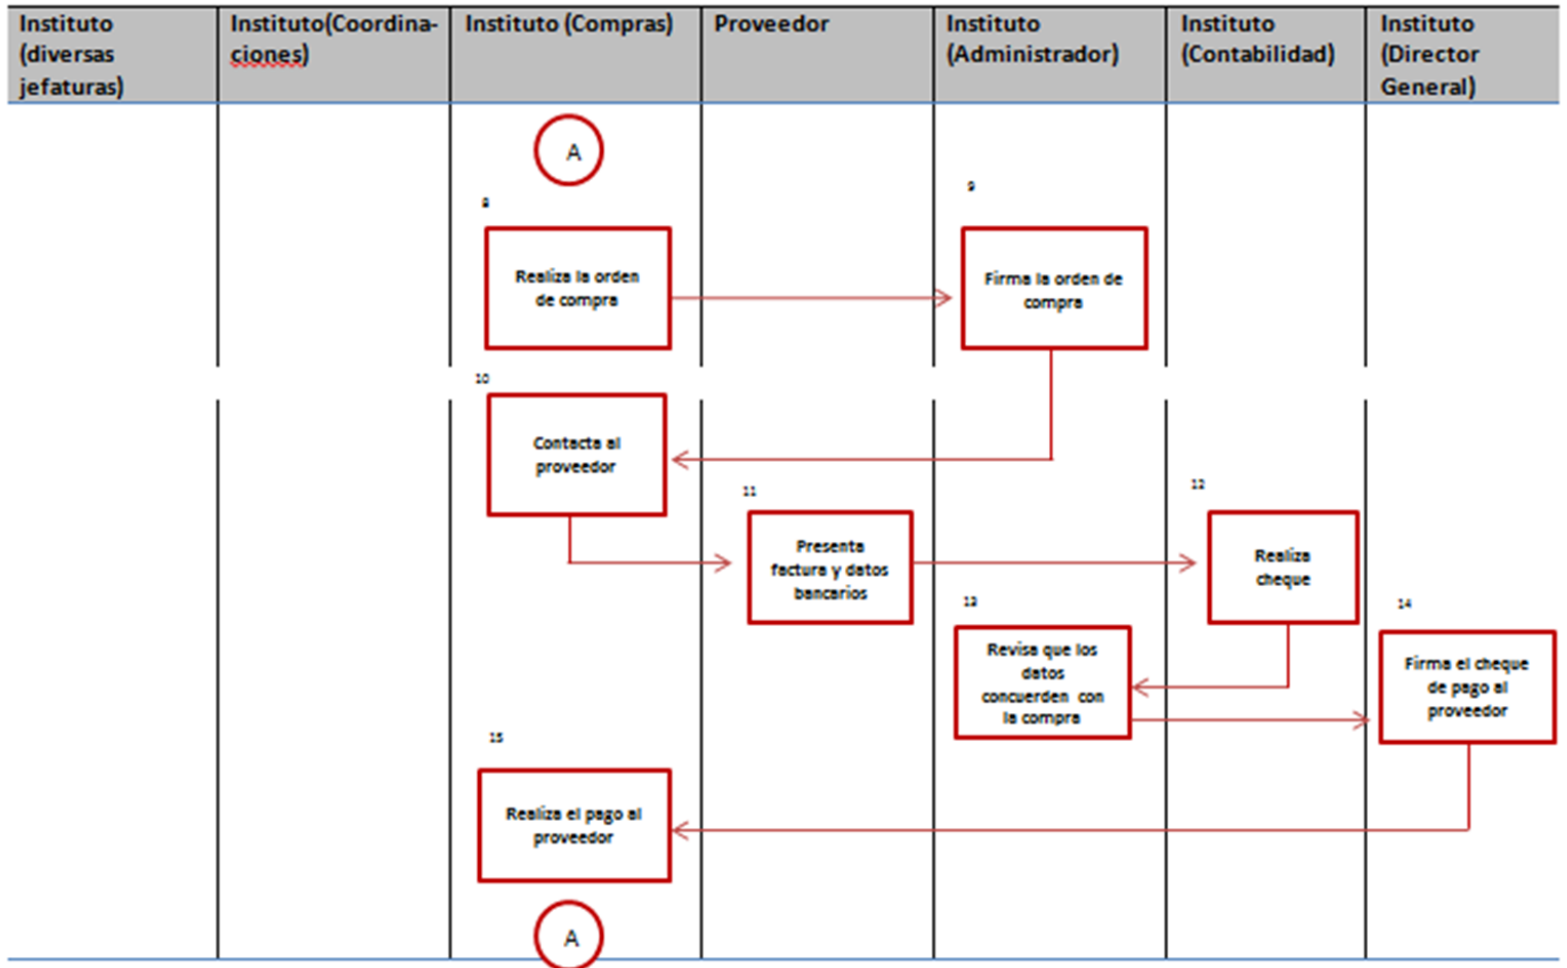 Instituto
(diversas
jefaturas)
Instituto(Coordina-
ciones)
Instituto (Compras)
Proveedor
Instituto
(Administrador)
Instituto
(Contabilidad)
Instituto
(Director
General)
A
8
Realiza la orden
de compra
9
Firma la orden de
compra
10
Contacta al
proveedor
11
Presenta
factura y datos
bancarios
12
Realiza
cheque
13
Revisa que los
datos
concuerden con
la compra
14
Firma el cheque
de pago al
proveedor
15
Realiza el pago al
proveedor
A